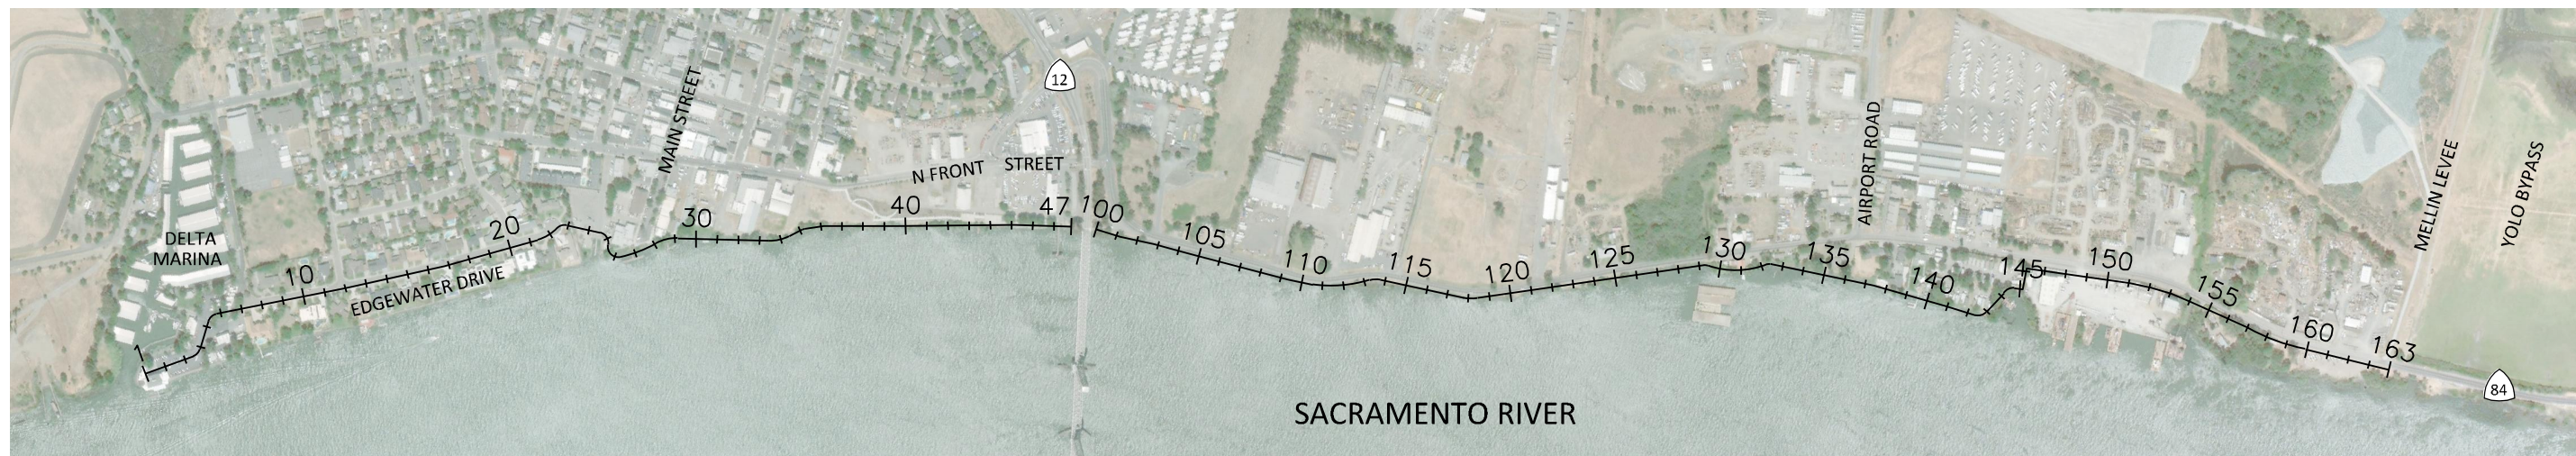 12
MAIN STREET
AIRPORT ROAD
MELLIN LEVEE
YOLO BYPASS
N FRONT STREET
DELTA
MARINA
EDGEWATER DRIVE
1
10
20
30
40
47
100
105
110
115
120
125
130
135
140
145
150
155
160
163
84
SACRAMENTO RIVER